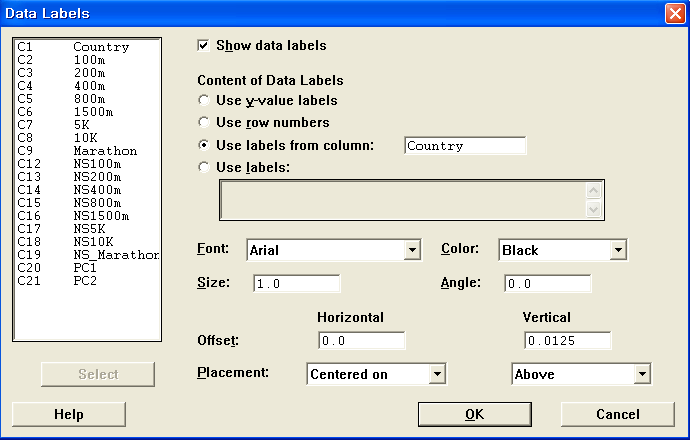 Data Labels
C1 Country
C2 100m
C3 200m
C4 400m
C5 800m
C6 1500m
C7 5K
C8 10K
C9 Marathon
C12 NS100m
C13 NS200m
C14 NS400m
C15 NS800m
C16 NS1500m
C17 NS5K
C18 NS10K
C19 NS_Marathon
C20 PC1
C21 PC2
Select
Help
Show data labels
Content of Data Labels
Use y-value labels
Use row numbers
Use labels from column: Country
Use labels:
Font: Arial Color: Black
Size: 1.0 Angle: 0.0
Horizontal Vertical
Offset: 0.0 0.0125
Placement: Centered on Above
OK Cancel